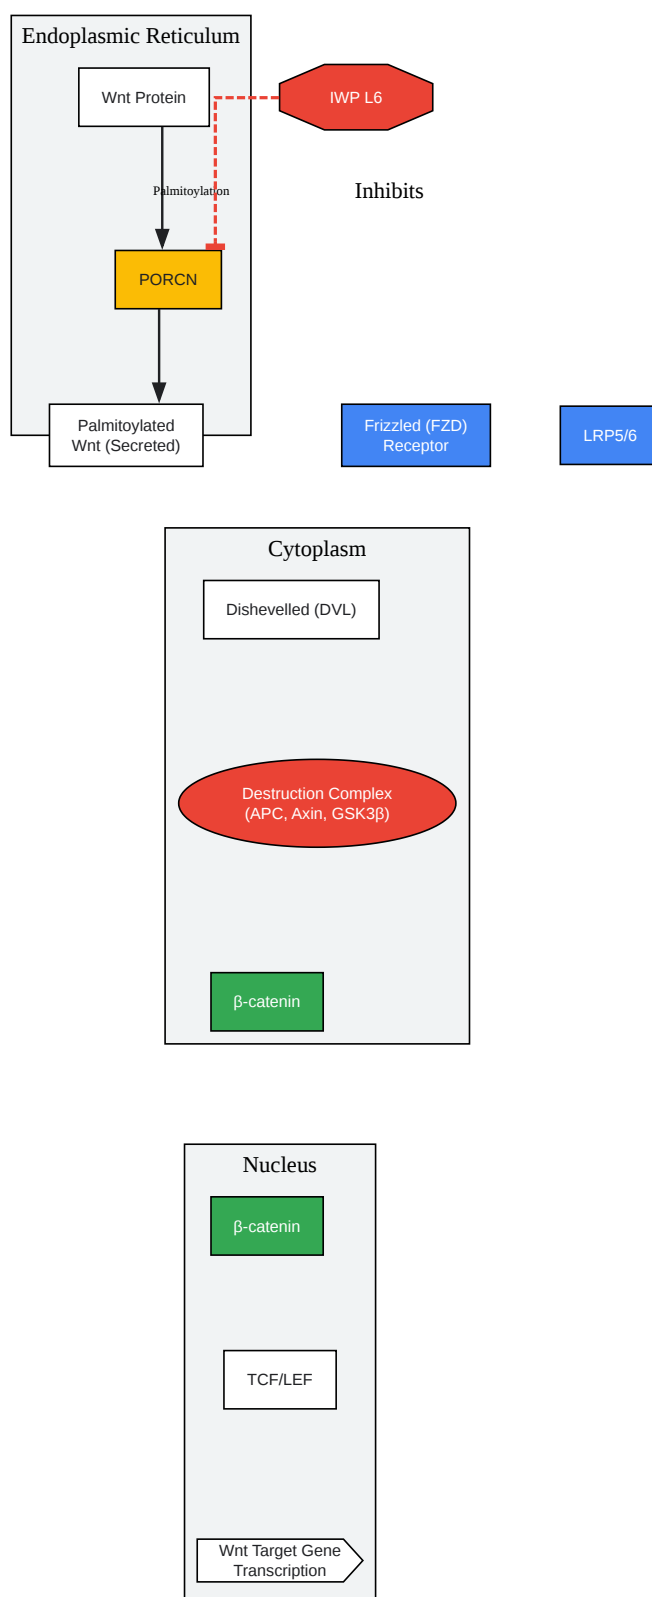 Endoplasmic Reticulum
Wnt Protein
IWP L6
Palmitoylation
Inhibits
PORCN
Palmitoylated
Wnt (Secreted)
Frizzled (FZD)
Receptor
LRP5/6
Cytoplasm
Dishevelled (DVL)
Destruction Complex
(APC, Axin, GSK3β)
β-catenin
Nucleus
β-catenin
TCF/LEF
Wnt Target Gene
Transcription